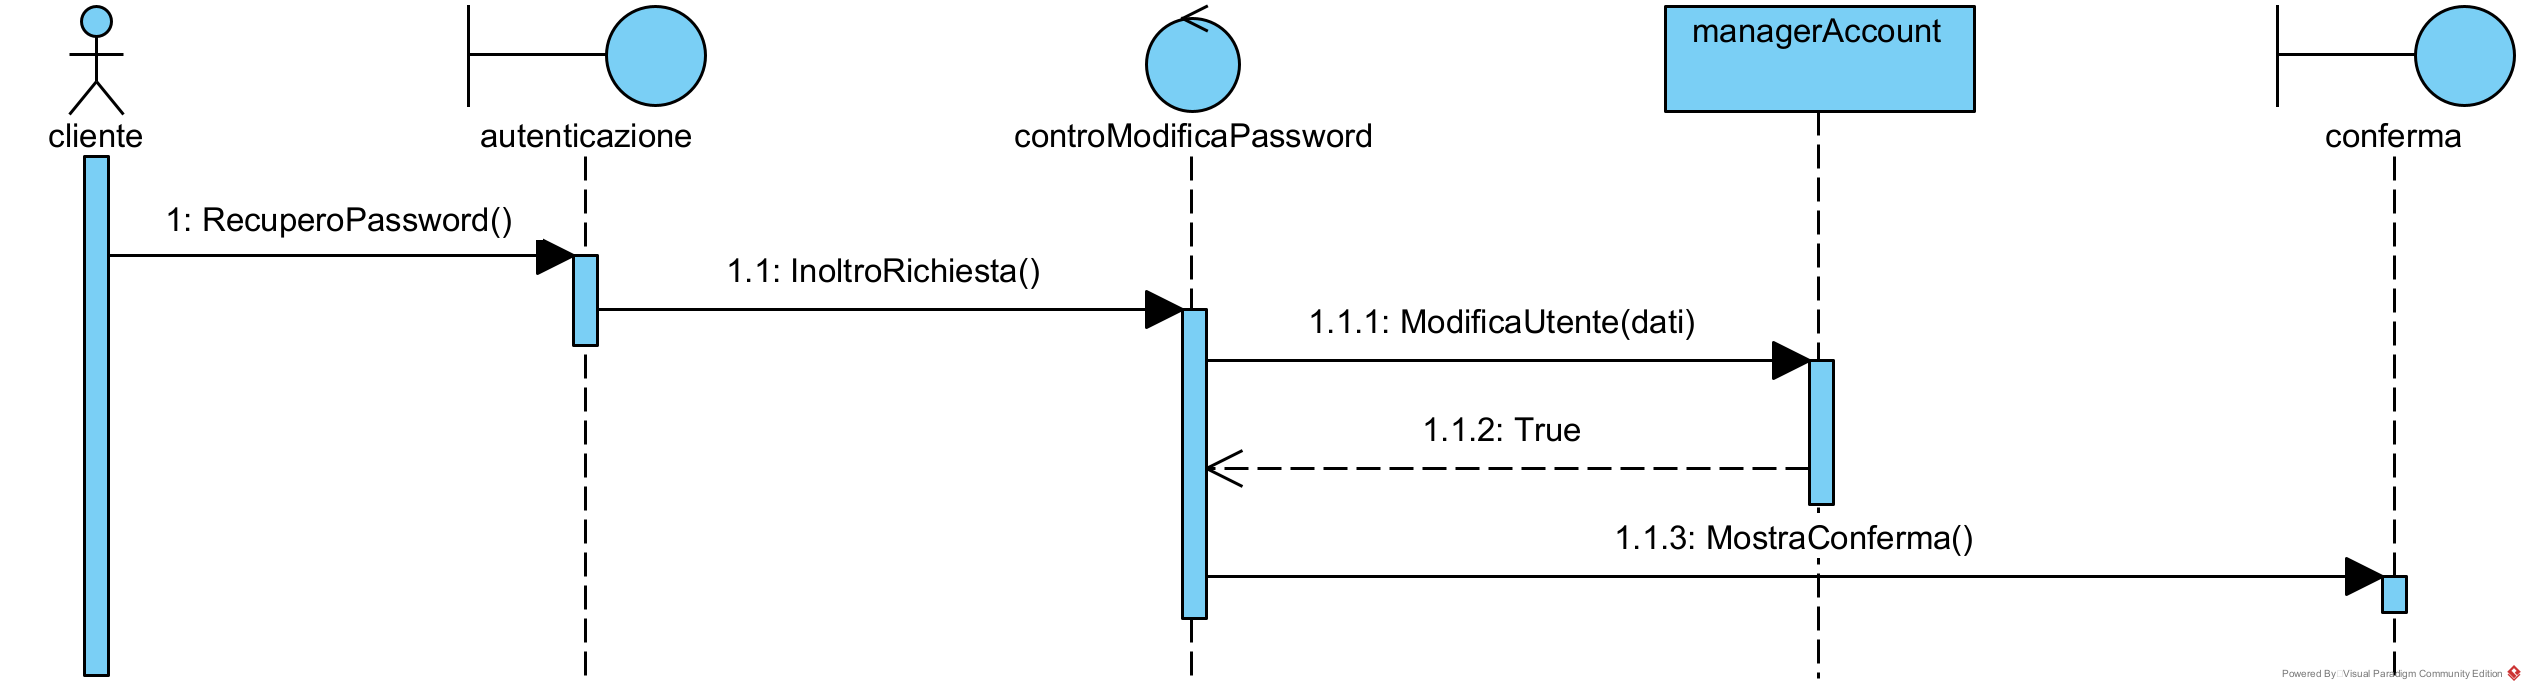 managerAccount
cliente
autenticazione
controModificaPassword
conferma
1: RecuperoPassword()
1.1: InoltroRichiesta()
1.1.1: ModificaUtente(dati)
1.1.2: True
1.1.3: MostraConferma()
Powered By Visual Paradigm Community Edition